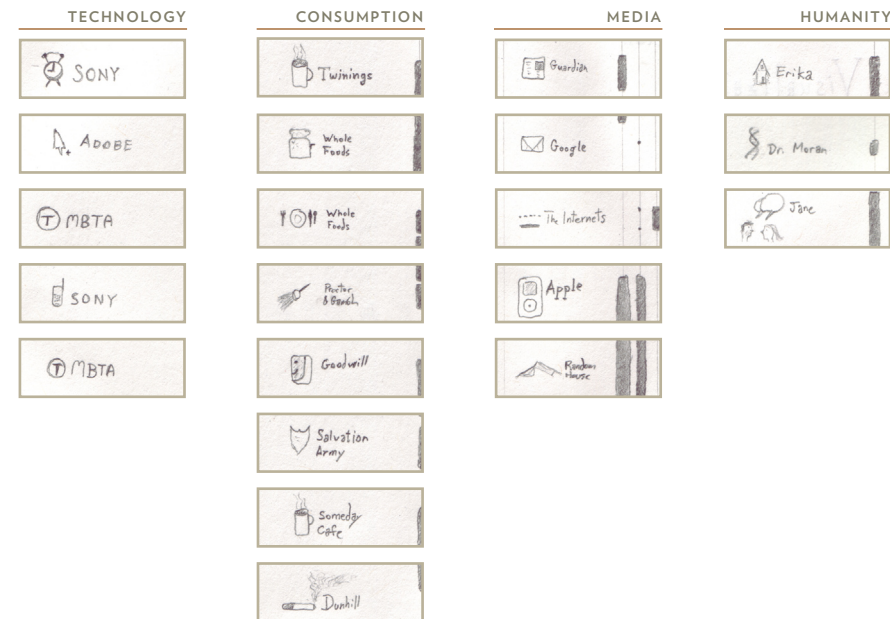 TECHNOLOGY
SONY
ADOBE
T MBTA
SONY
T MBTA
CONSUMPTION
Twinings
Whole
Foods
Whole
Foods
Procter
Goodwill
Salvation
Army
Someday
Cafe
Dunhill
MEDIA
Guardian
Google
The Internets
Apple
Random
House
HUMANITY
Erika
Dr. Moran
Jane